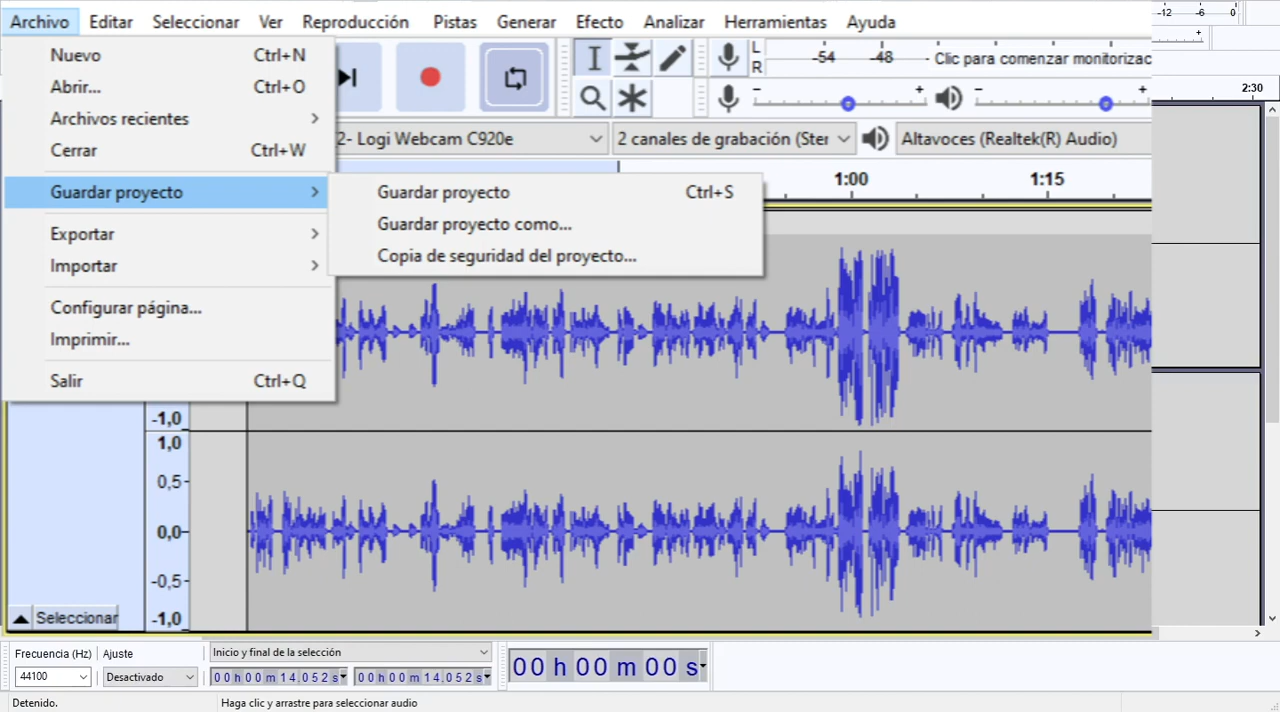 Archivo Editar Seleccionar Ver Reproducción Pistas Generar Efecto Analizar Herramientas Ayuda
-12 -6 0
Nuevo Ctrl+N
Abrir... Ctrl+O
Archivos recientes
Cerrar Ctrl+W
Guardar proyecto
Exportar
Importar
Configurar página...
Imprimir...
Salir Ctrl+Q
Guardar proyecto Ctrl+S
Guardar proyecto como...
Copia de seguridad del proyecto...
L
R
-54 -48 Clic para comenzar monitorizac
- + - +
+
2:30
2- Logi Webcam C920e 2 canales de grabación (Ster Altavoces (Realtek(R) Audio)
1:00 1:15
-1,0
1,0
0,5-
0,0-
-0,5-
-1,0
Seleccionar
Frecuencia (Hz) Ajuste Inicio y final de la selección
44100 Desactivado 00 h 00 m 14.052 s 00 h 00 m 14.052 s
00 h 00 m 00 s
Detenido. Haga clic y arrastre para seleccionar audio